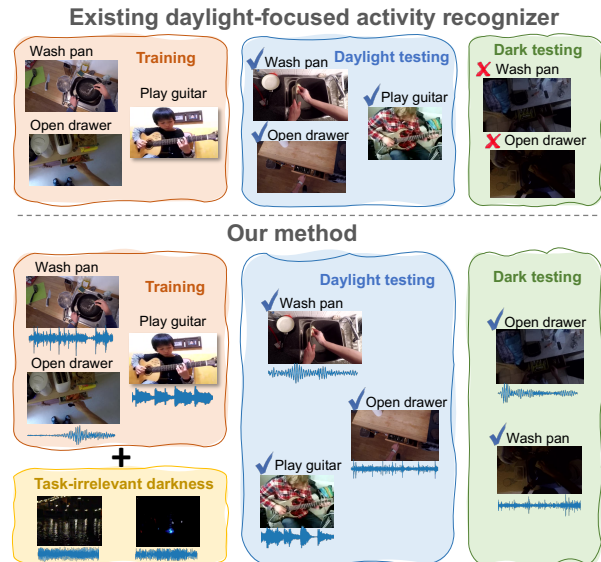 Existing daylight-focused activity recognizer
Training
Wash pan
Play guitar
Open drawer
Daylight testing
Wash pan
Play guitar
Open drawer
Dark testing
Wash pan
Open drawer
Our method
Training
Wash pan
Play guitar
Open drawer
+
Task-irrelevant darkness
Daylight testing
Wash pan
Open drawer
Play guitar
Dark testing
Open drawer
Wash pan